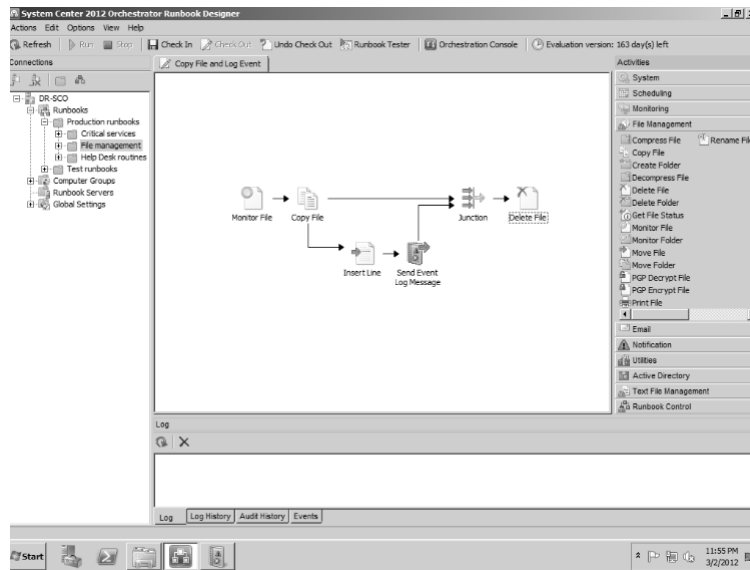 System Center 2012 Orchestrator Runbook Designer
Actions Edit Options View Help
Refresh Run Stop Check In Check Out Undo Check Out Runbook Tester Orchestration Console Evaluation version: 163 day(s) left
Connections
Copy File and Log Event
Activities
DR-SCO
Runbooks
Production runbooks
Critical services
File management
Help Desk routines
Test runbooks
Computer Groups
Runbook Servers
Global Settings
Monitor File
Copy File
Junction
Delete File
Insert Line
Send Event
Log Message
System
Scheduling
Monitoring
File Management
Compress File
Rename Fil
Copy File
Create Folder
Decompress File
Delete File
Delete Folder
Get File Status
Monitor File
Monitor Folder
Move File
Move Folder
PGP Decrypt File
PGP Encrypt File
Print File
Email
Notification
Utilities
Active Directory
Text File Management
Runbook Control
Log
Log Log History Audit History Events
Start
11:55 PM
3/2/2012